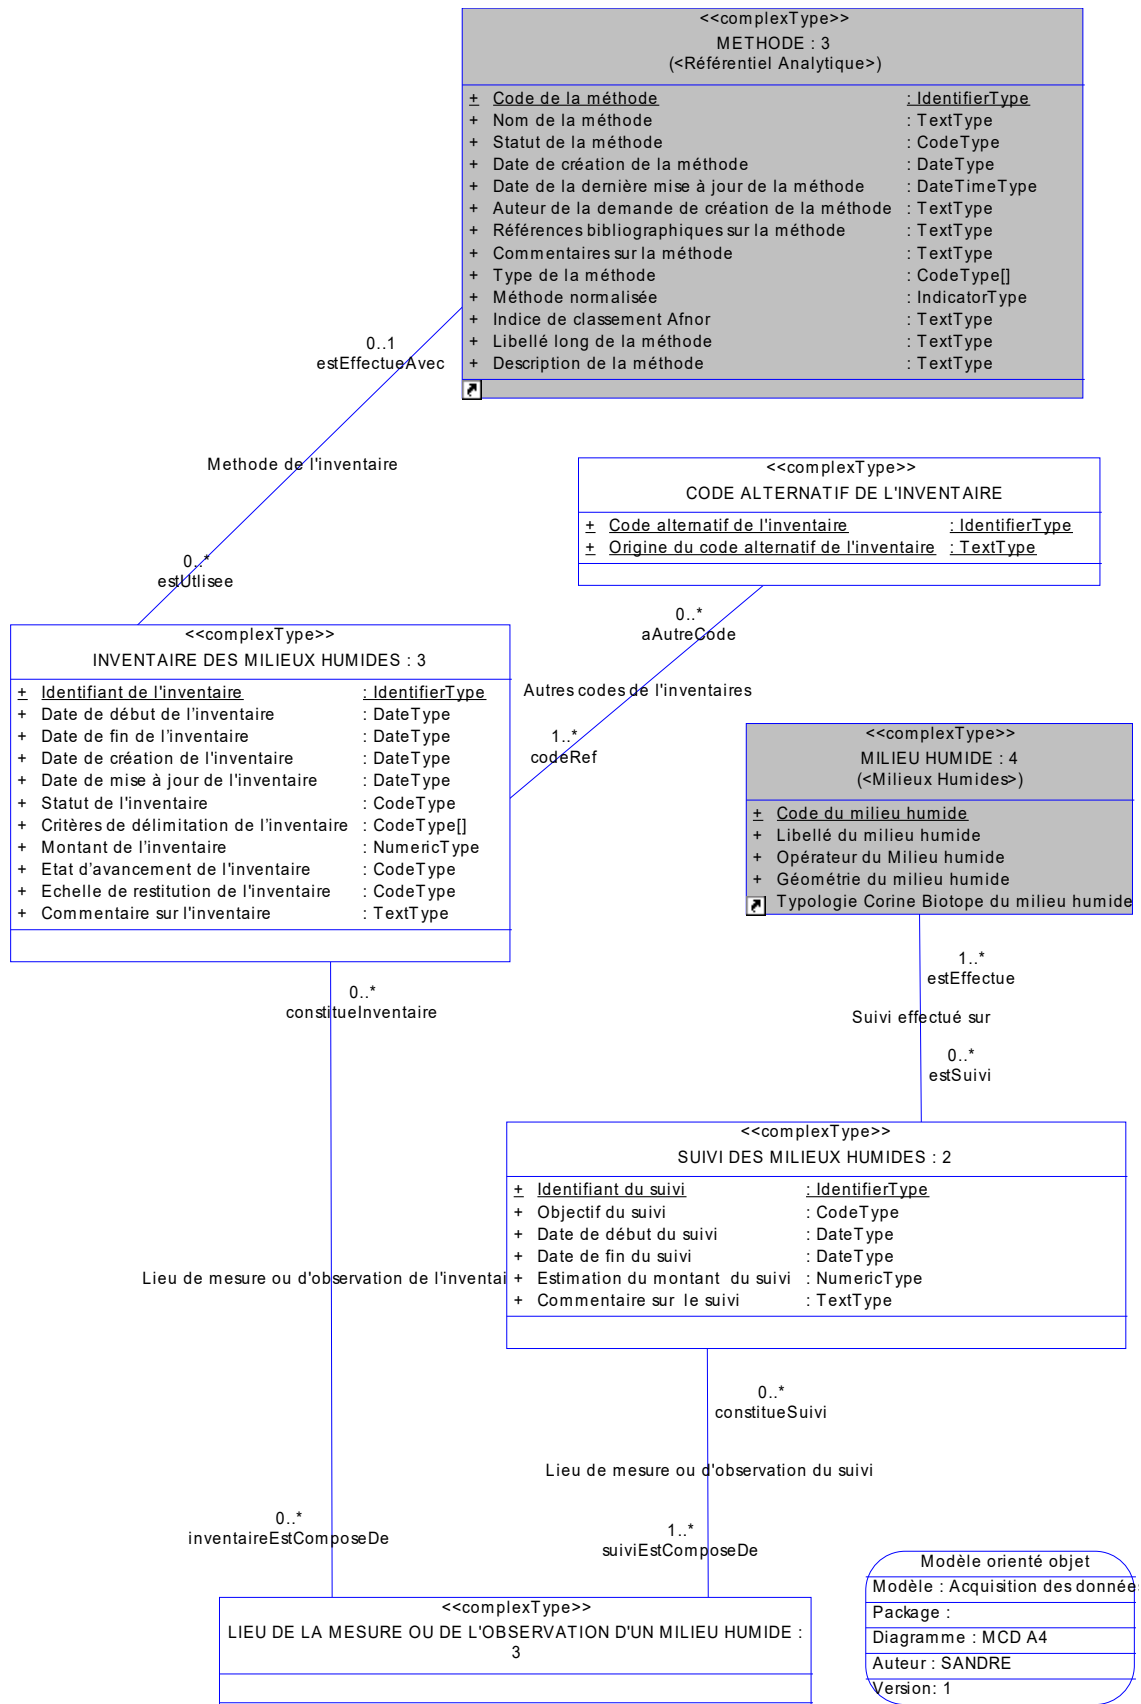 <<complexType>>
METHODE : 3
(<Référentiel Analytique>)
+ Code de la méthode : IdentifierType
+ Nom de la méthode : TextType
+ Statut de la méthode : CodeType
+ Date de création de la méthode : DateType
+ Date de la dernière mise à jour de la méthode : DateTimeType
+ Auteur de la demande de création de la méthode : TextType
+ Références bibliographiques sur la méthode : TextType
+ Commentaires sur la méthode : TextType
+ Type de la méthode : CodeType[]
+ Méthode normalisée : IndicatorType
+ Indice de classement Afnor : TextType
+ Libellé long de la méthode : TextType
+ Description de la méthode : TextType
0..1
estEffectueAvec
Methode de l'inventaire
0..*
estUtlisee
<<complexType>>
CODE ALTERNATIF DE L'INVENTAIRE
+ Code alternatif de l'inventaire : IdentifierType
+ Origine du code alternatif de l'inventaire : TextType
0..*
aAutreCode
Autres codes de l'inventaires
1..*
codeRef
<<complexType>>
INVENTAIRE DES MILIEUX HUMIDES : 3
+ Identifiant de l'inventaire : IdentifierType
+ Date de début de l'inventaire : DateType
+ Date de fin de l'inventaire : DateType
+ Date de création de l'inventaire : DateType
+ Date de mise à jour de l'inventaire : DateType
+ Statut de l'inventaire : CodeType
+ Critères de délimitation de l'inventaire : CodeType[]
+ Montant de l'inventaire : NumericType
+ Etat d'avancement de l'inventaire : CodeType
+ Echelle de restitution de l'inventaire : CodeType
+ Commentaire sur l'inventaire : TextType
<<complexType>>
MILIEU HUMIDE : 4
(<Milieux Humides>)
+ Code du milieu humide
+ Libellé du milieu humide
+ Opérateur du Milieu humide
+ Géométrie du milieu humide
Typologie Corine Biotope du milieu humide
0..*
constitueInventaire
1..*
estEffectue
Suivi effectué sur
0..*
estSuivi
<<complexType>>
SUIVI DES MILIEUX HUMIDES : 2
+ Identifiant du suivi : IdentifierType
+ Objectif du suivi : CodeType
+ Date de début du suivi : DateType
+ Date de fin du suivi : DateType
+ Estimation du montant du suivi : NumericType
+ Commentaire sur le suivi : TextType
Lieu de mesure ou d'observation de l'inventai
0..*
constitueSuivi
Lieu de mesure ou d'observation du suivi
0..*
inventaireEstComposeDe
1..*
suiviEstComposeDe
<<complexType>>
LIEU DE LA MESURE OU DE L'OBSERVATION D'UN MILIEU HUMIDE :
3
Modèle orienté objet
Modèle : Acquisition des données
Package :
Diagramme : MCD A4
Auteur : SANDRE
Version: 1